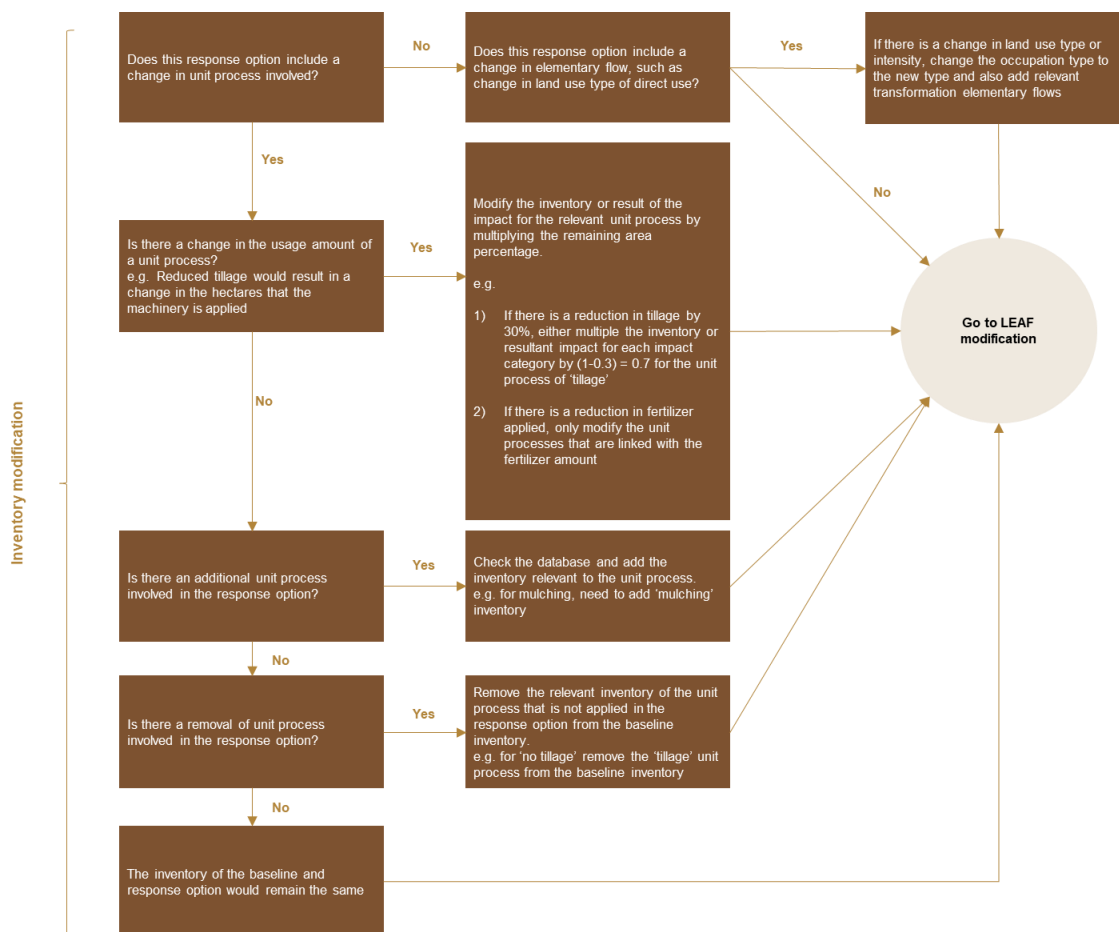 Inventory modification
Does this response option include a
change in unit process involved?
No
Does this response option include a
change in elementary flow, such as
change in land use type of direct use?
Yes
If there is a change in land use type or
intensity, change the occupation type to
the new type and also add relevant
transformation elementary flows
Yes
No
Is there a change in the usage amount of
a unit process?
e.g. Reduced tillage would result in a
change in the hectares that the
machinery is applied
Yes
Modify the inventory or result of the
impact for the relevant unit process by
multiplying the remaining area
percentage.
e.g.
1) If there is a reduction in tillage by
30%, either multiple the inventory or
resultant impact for each impact
category by (1-0.3) = 0.7 for the unit
process of ‘tillage’
2) If there is a reduction in fertilizer
applied, only modify the unit
processes that are linked with the
fertilizer amount
Go to LEAF
modification
No
Is there an additional unit process
involved in the response option?
Yes
Check the database and add the
inventory relevant to the unit process.
e.g. for mulching, need to add ‘mulching’
inventory
No
Is there a removal of unit process
involved in the response option?
Yes
Remove the relevant inventory of the unit
process that is not applied in the
response option from the baseline
inventory.
e.g. for ‘no tillage’ remove the ‘tillage’ unit
process from the baseline inventory
No
The inventory of the baseline and
response option would remain the same